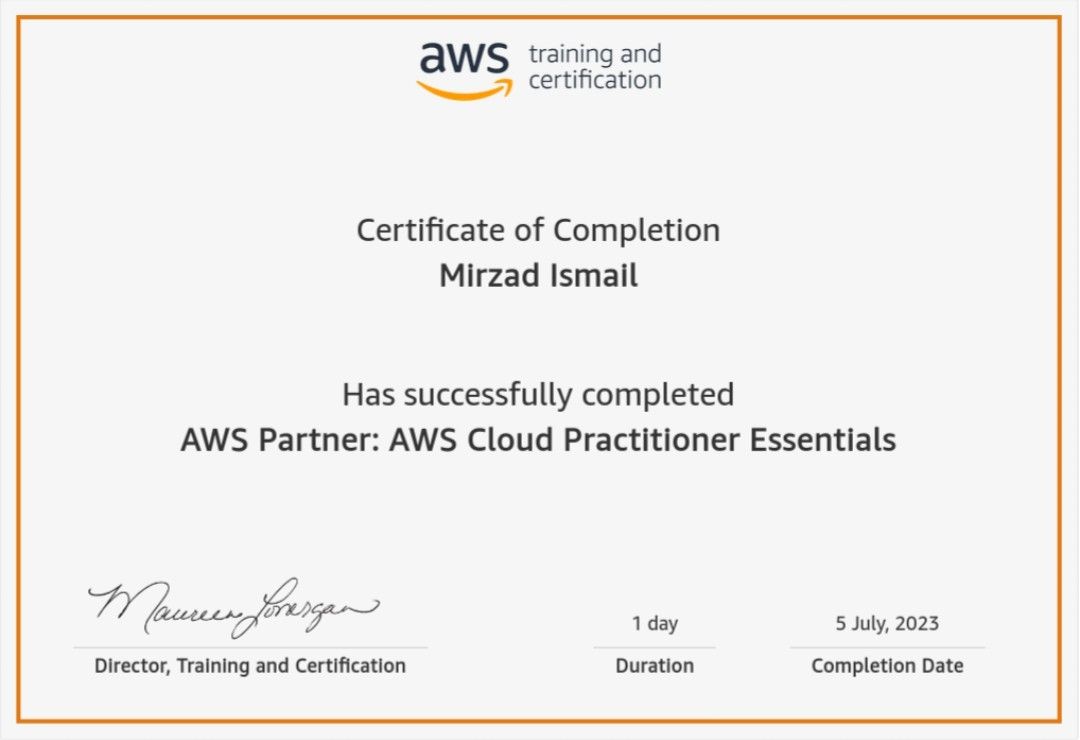 aws training and
certification
Certificate of Completion
Mirzad Ismail
Has successfully completed
AWS Partner: AWS Cloud Practitioner Essentials
Maureen Lonergan
1 day
5 July, 2023
Director, Training and Certification
Duration
Completion Date